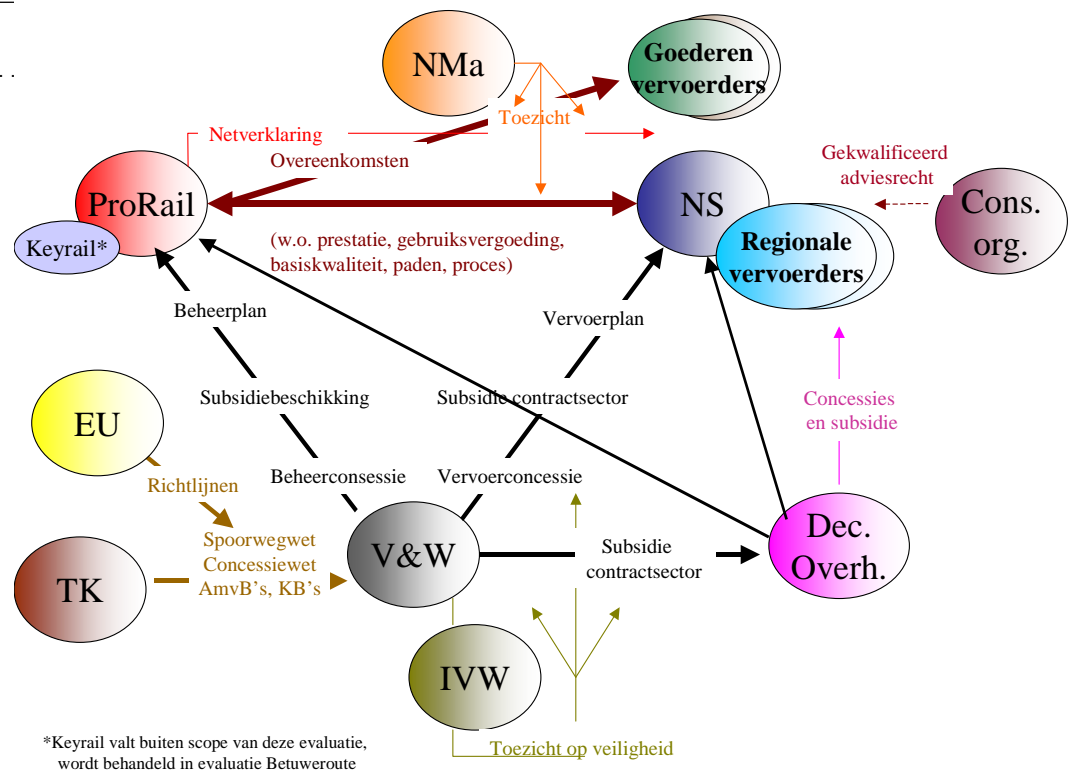 NMa
Goederen
vervoerders
Toezicht
Netverklaring
Overeenkomsten
Gekwalificeerd
adviesrecht
ProRail
NS
Cons.
org.
Keyrail*
(w.o. prestatie, gebruiksvergoeding,
basiskwaliteit, paden, proces)
Regionale
vervoerders
Beheerplan
Vervoerplan
Subsidiebeschikking
Subsidie contractsector
Concessies
en subsidie
EU
Beheerconsessie
Vervoerconcessie
Richtlijnen
Spoorwegwet
Concessiewet
AmvB's, KB's
TK
V&W
Subsidie
contractsector
Dec.
Overh.
IVW
Toezicht op veiligheid
*Keyrail valt buiten scope van deze evaluatie,
wordt behandeld in evaluatie Betuweroute